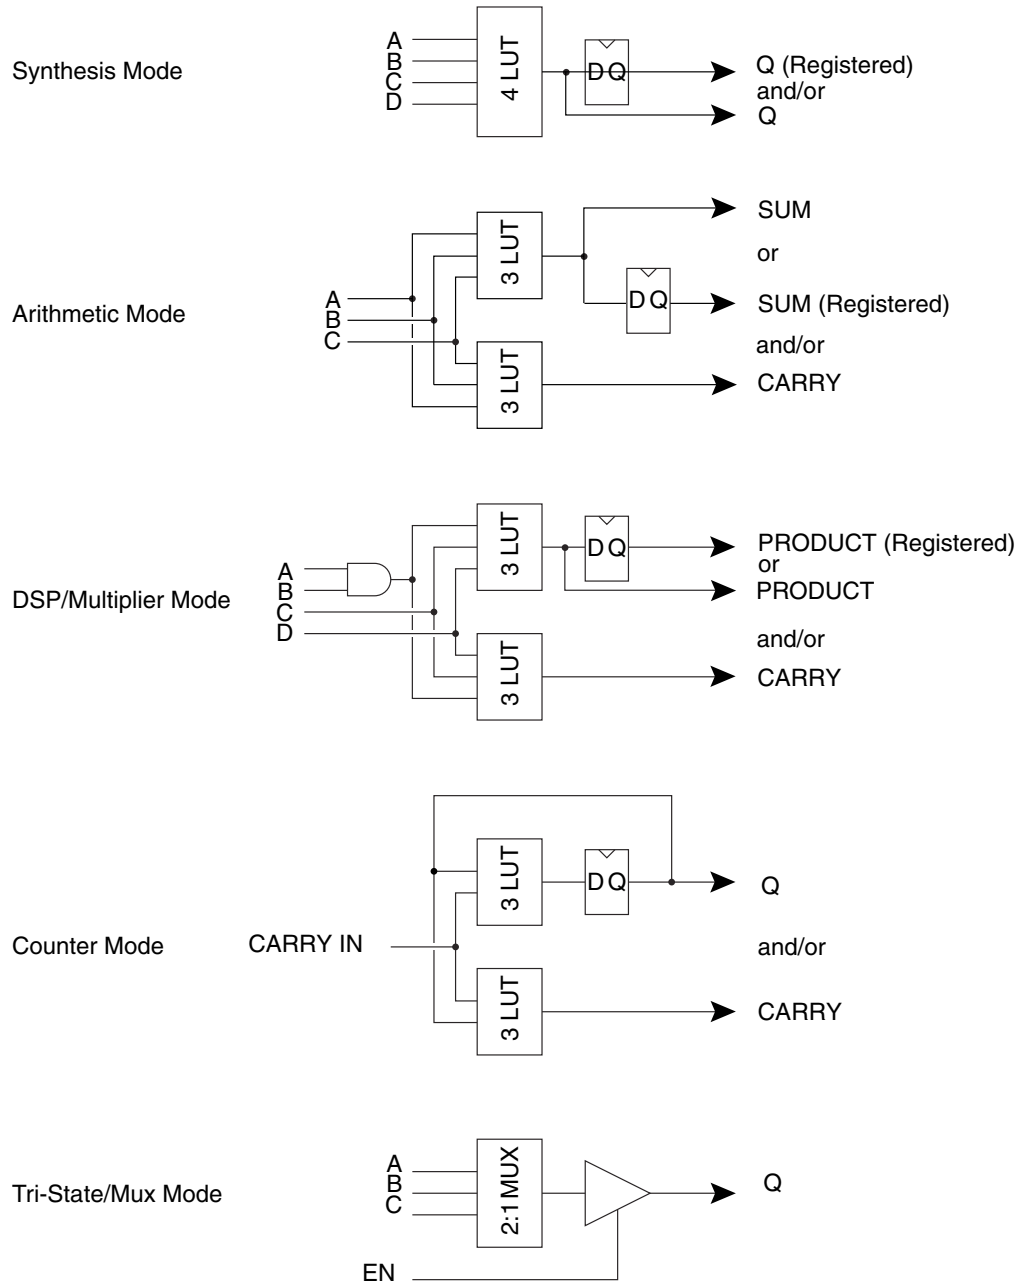 Synthesis Mode
A
B
C
D
4 LUT
D Q
Q (Registered)
and/or
Q
Arithmetic Mode
A
B
C
3 LUT
3 LUT
D Q
SUM
or
SUM (Registered)
and/or
CARRY
DSP/Multiplier Mode
A
B
C
D
3 LUT
3 LUT
D Q
PRODUCT (Registered)
or
PRODUCT
and/or
CARRY
Counter Mode
CARRY IN
3 LUT
3 LUT
D Q
Q
and/or
CARRY
Tri-State/Mux Mode
A
B
C
EN
2:1 MUX
Q